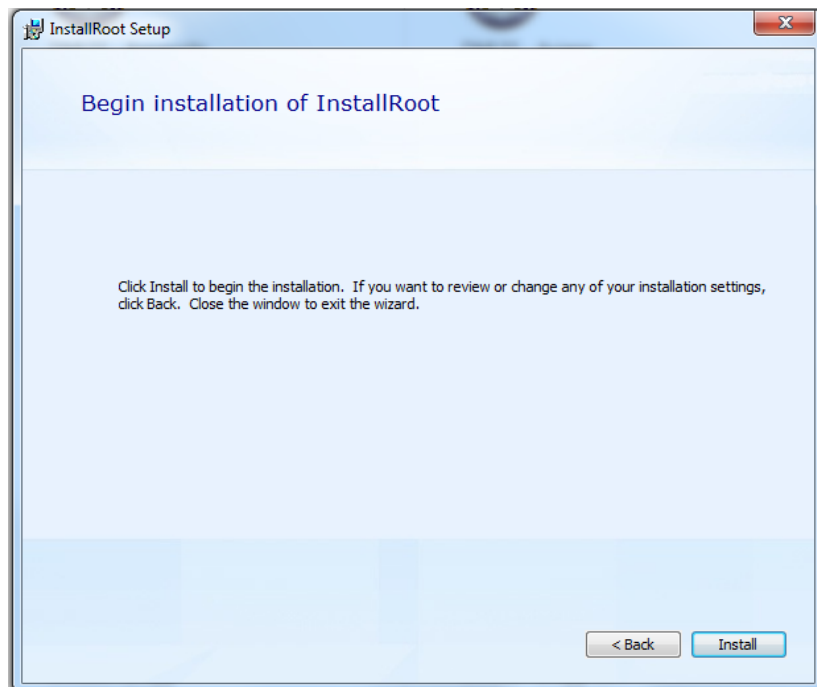 InstallRoot Setup
Begin installation of InstallRoot
Click Install to begin the installation.  If you want to review or change any of your installation settings,
click Back.  Close the window to exit the wizard.
< Back
Install